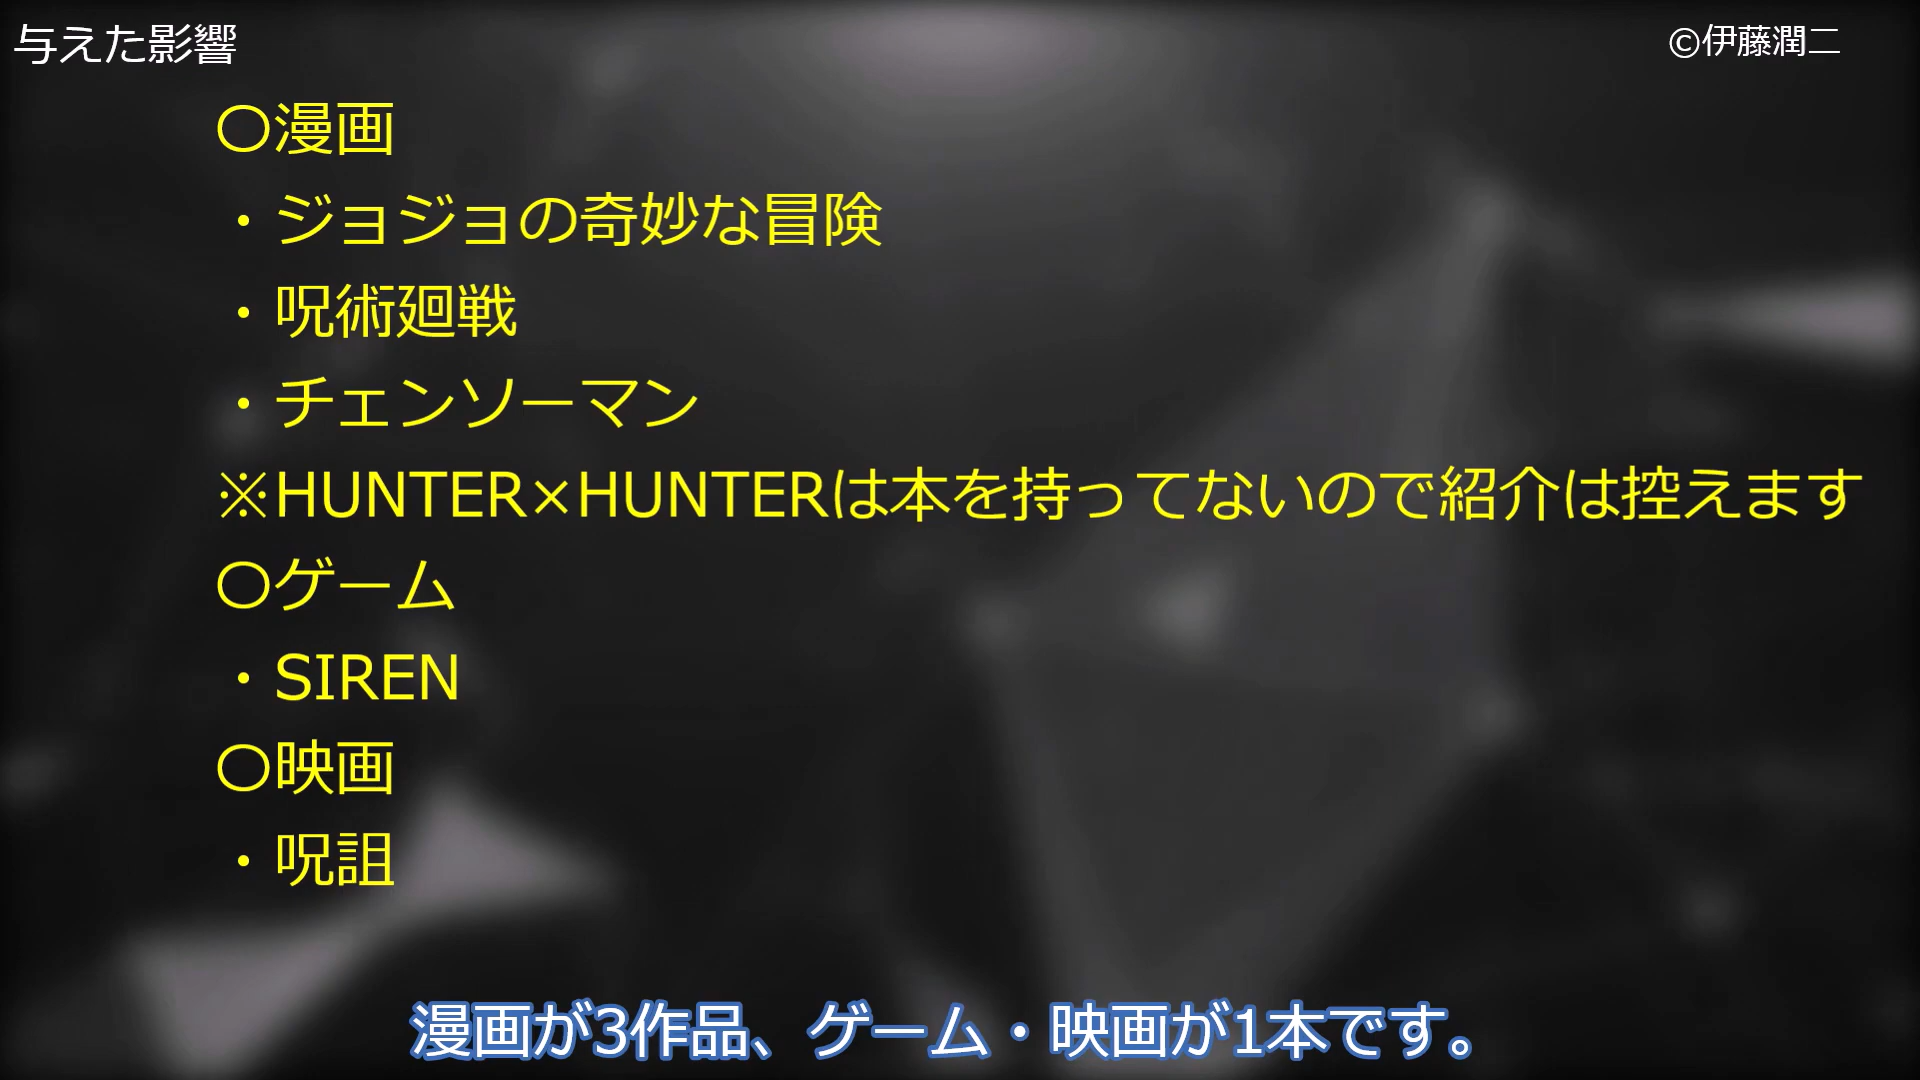 与えた影響
©伊藤潤二
〇漫画
・ジョジョの奇妙な冒険
・呪術廻戦
・チェンソーマン
※HUNTER×HUNTERは本を持ってないので紹介は控えます
〇ゲーム
・SIREN
〇映画
・呪詛
漫画が3作品、ゲーム・映画が1本です。